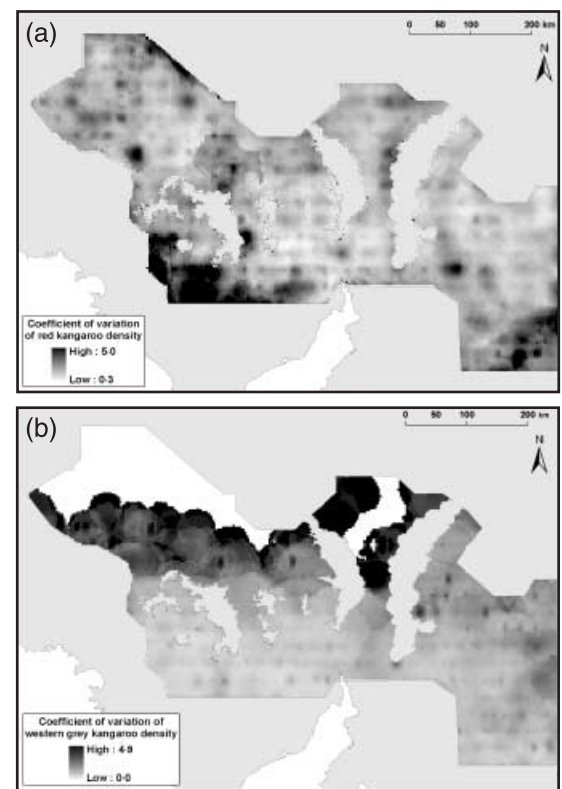 (a)
0 50 100 200 km
N
Coefficient of variation
of red kangaroo density
High : 5·0
Low : 0·3
(b)
0 50 100 200 km
N
Coefficient of variation of
western grey kangaroo density
High : 4·9
Low : 0·0